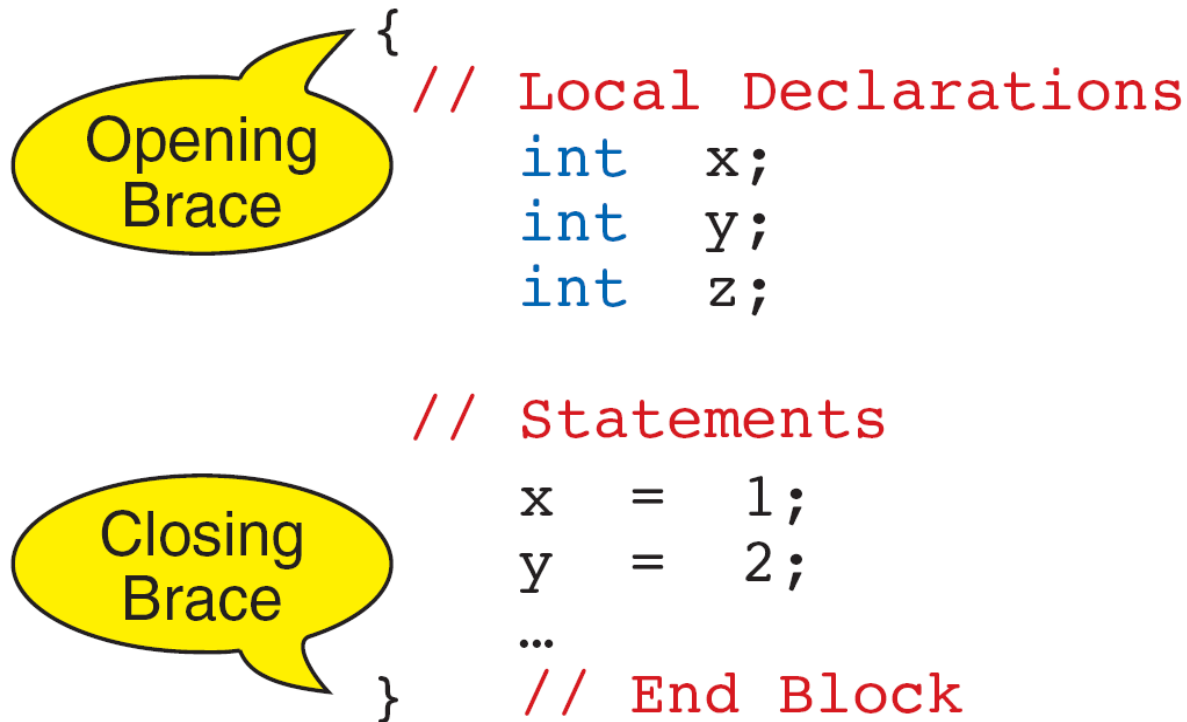 {
// Local Declarations
Opening
Brace
int x;
int y;
int z;
// Statements
Closing
Brace
x = 1;
y = 2;
…
} // End Block